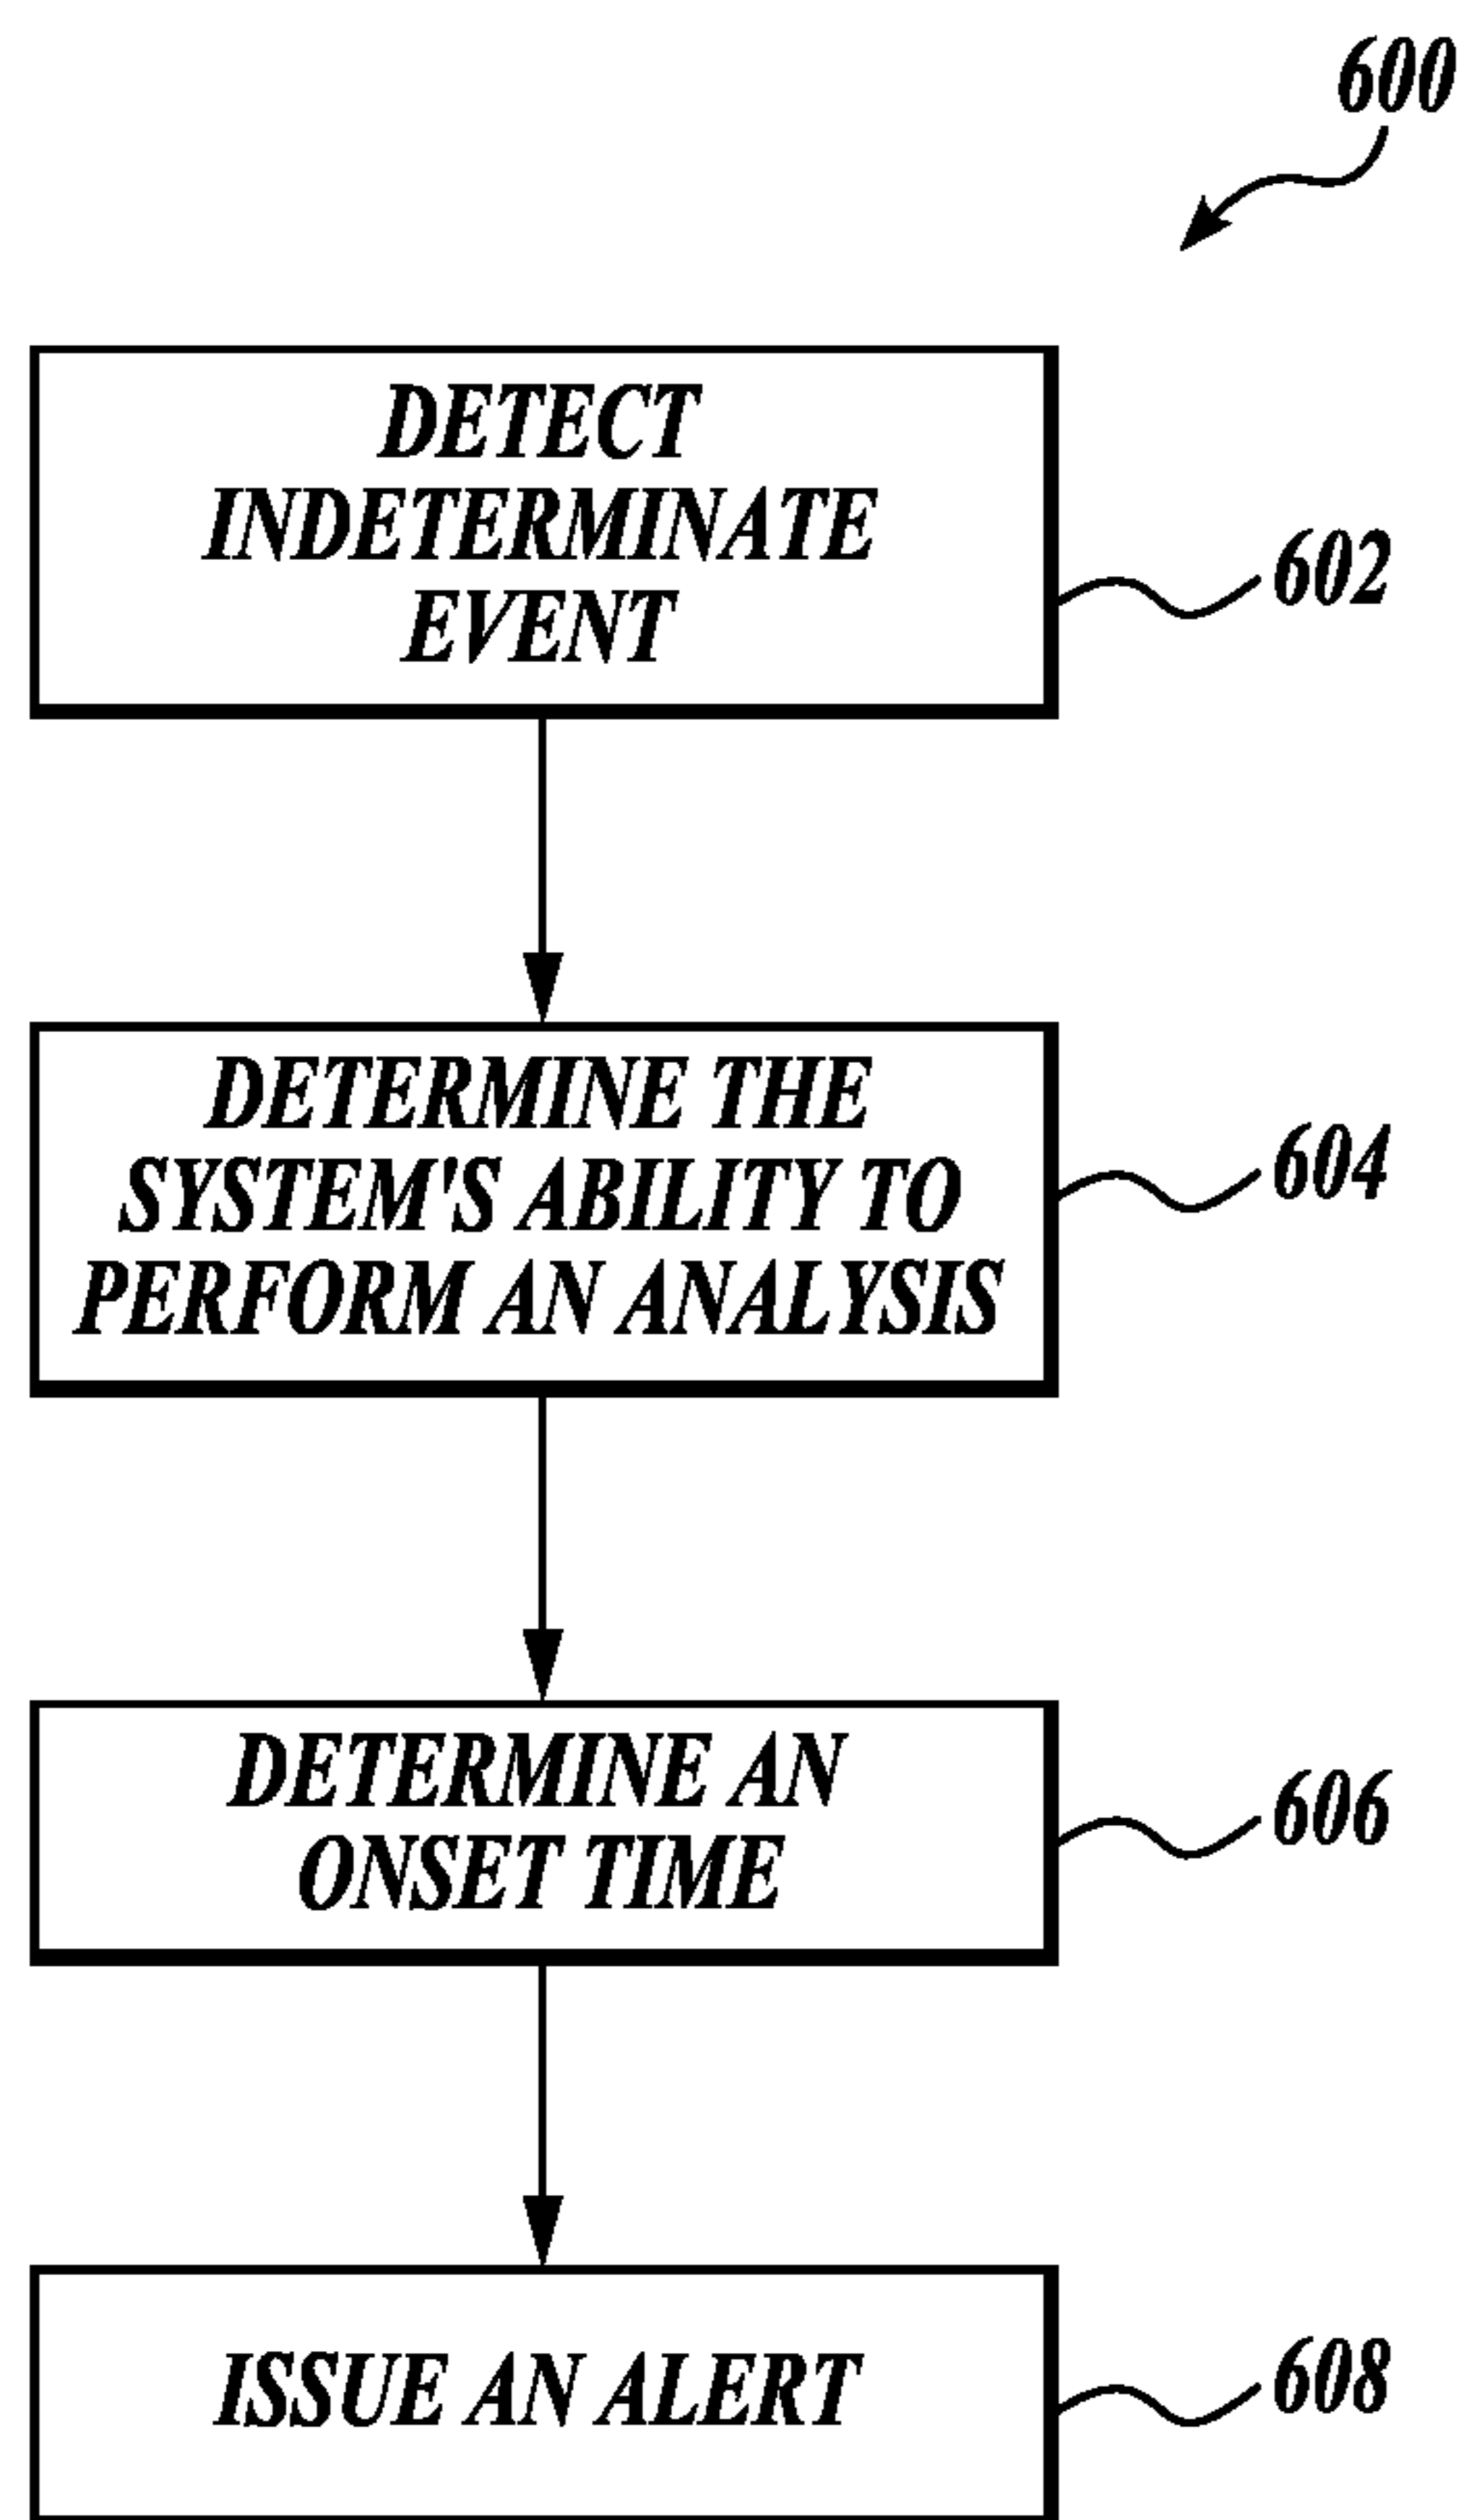 600
DETECT
INDETERMINATE
EVENT
602
DETERMINE THE
SYSTEM'S ABILITY TO
PERFORM AN ANALYSIS
604
DETERMINE AN
ONSET TIME
606
ISSUE AN ALERT
608